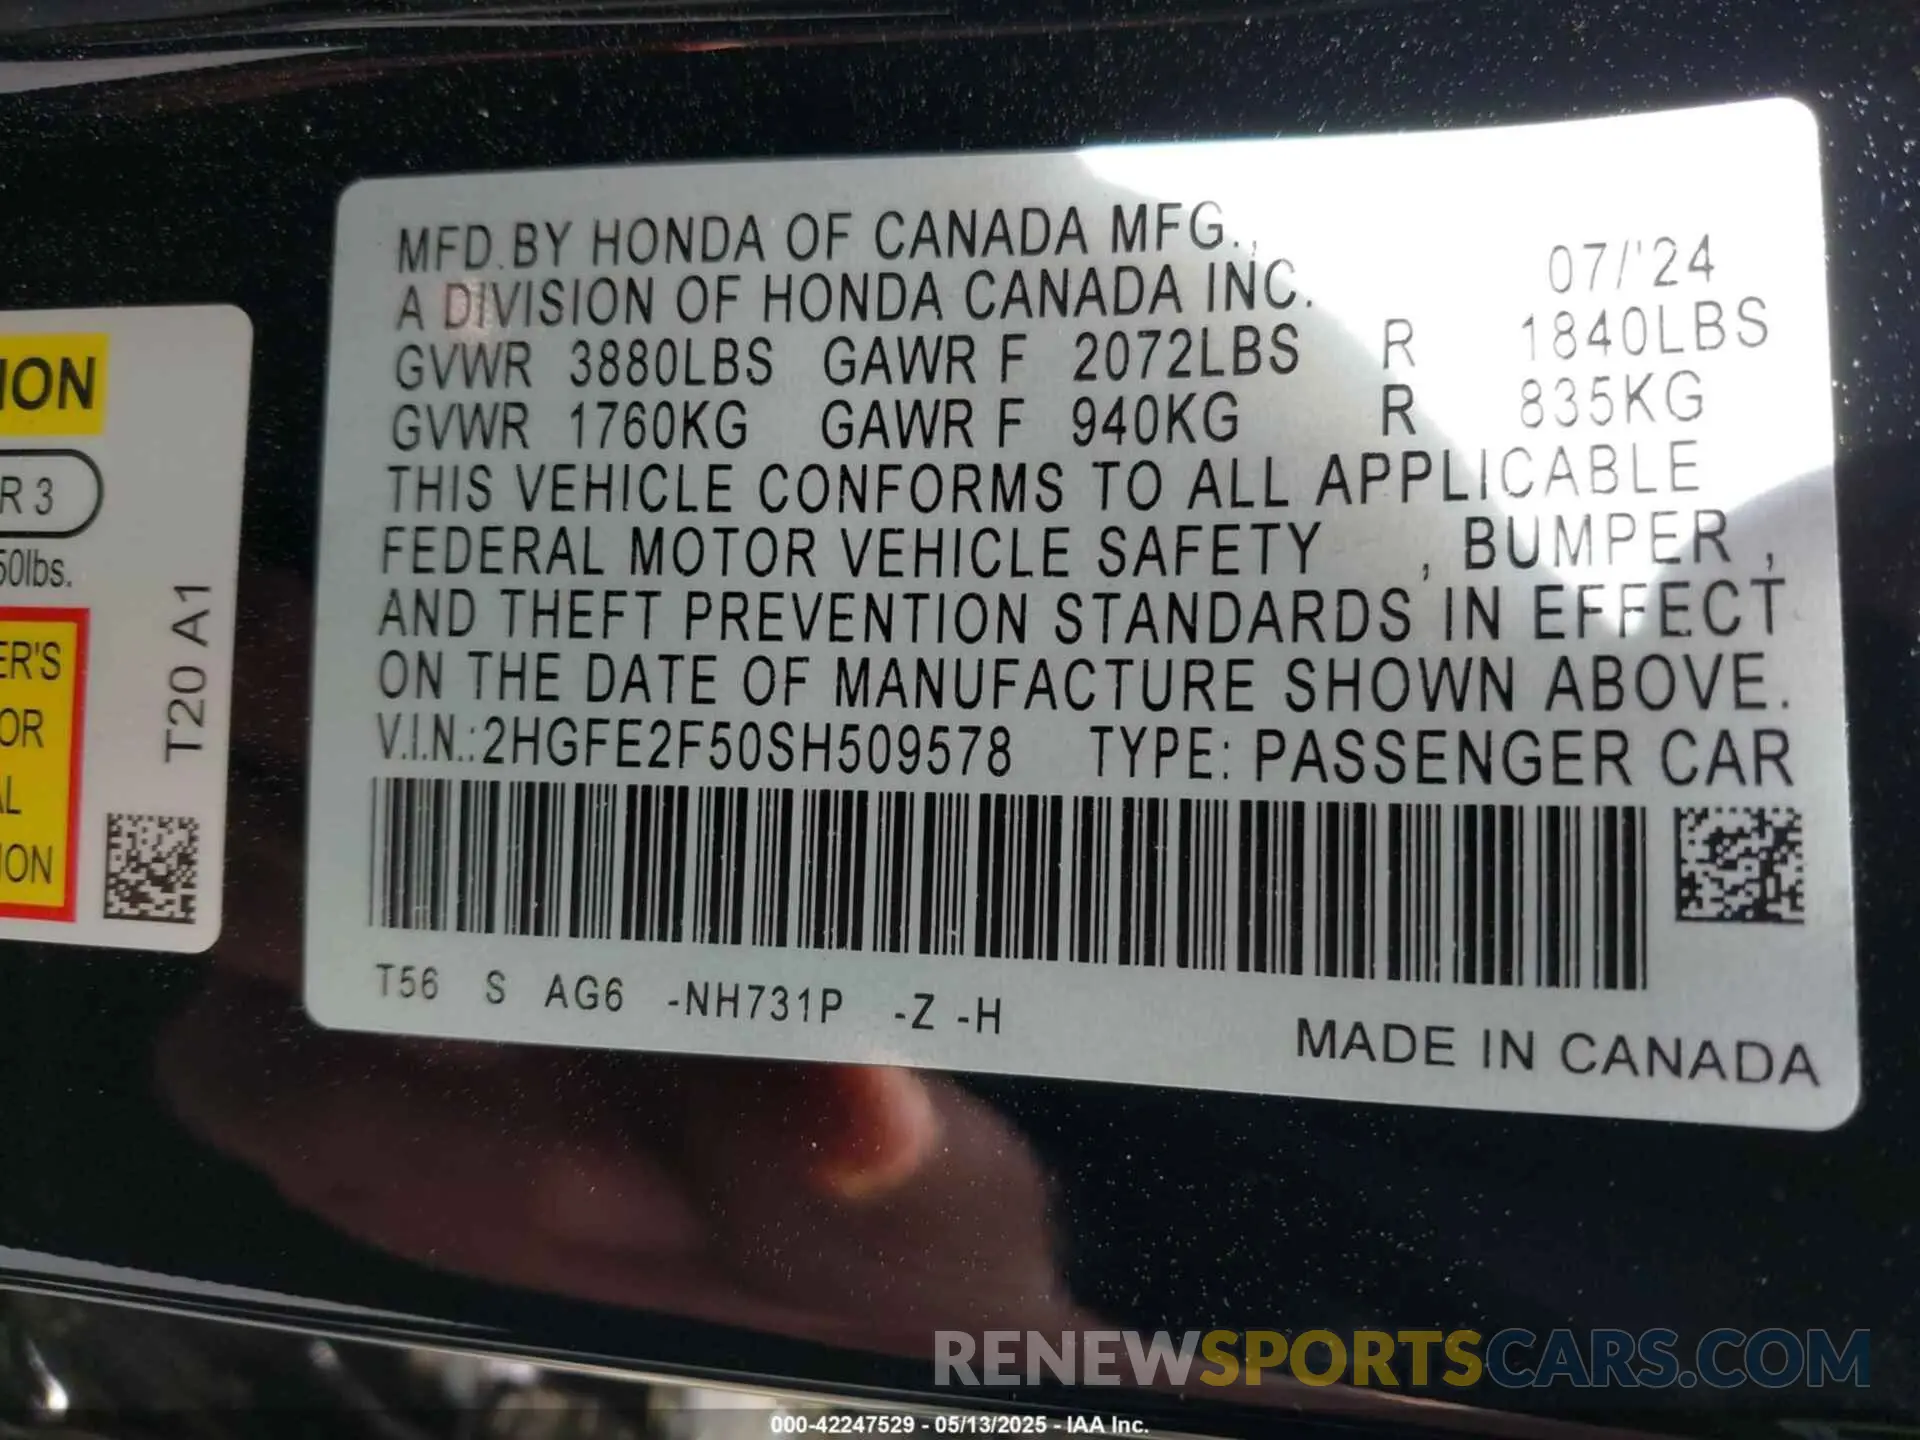 MFD.BY HONDA OF CANADA MFG.,
A DIVISION OF HONDA CANADA INC. 07/'24
GVWR 3880LBS GAWR F 2072LBS R 1840LBS
GVWR 1760KG GAWR F 940KG R 835KG
THIS VEHICLE CONFORMS TO ALL APPLICABLE
FEDERAL MOTOR VEHICLE SAFETY , BUMPER ,
AND THEFT PREVENTION STANDARDS IN EFFECT
ON THE DATE OF MANUFACTURE SHOWN ABOVE.
V.I.N.:2HGFE2F50SH509578 TYPE: PASSENGER CAR
T56 S AG6 -NH731P -Z -H
MADE IN CANADA
ION
R 3
50lbs.
ER'S
OR
AL
ION
T20 A1
RENEWSPORTSCARS.COM
000-42247529 - 05/13/2025 - IAA Inc.